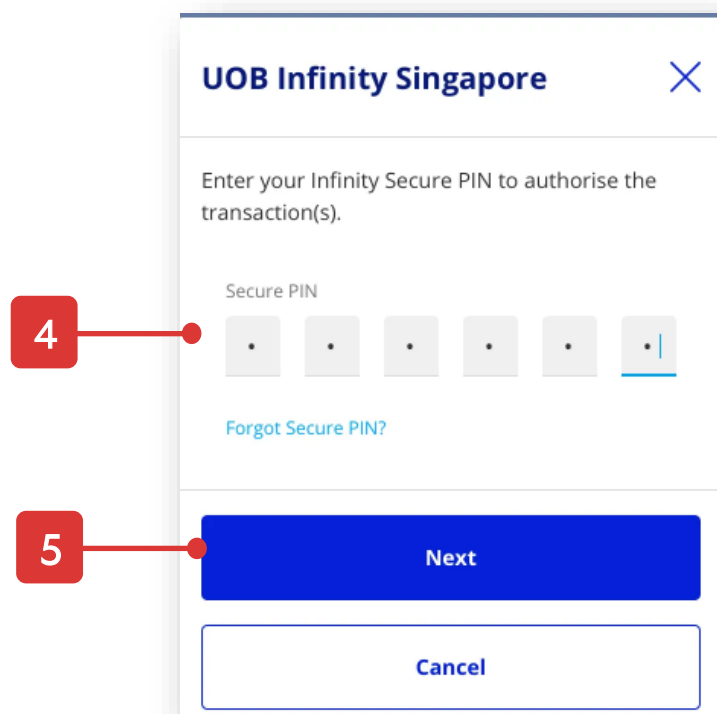 UOB Infinity Singapore
Enter your Infinity Secure PIN to authorise the
transaction(s).
Secure PIN
4
Forgot Secure PIN?
5
Next
Cancel